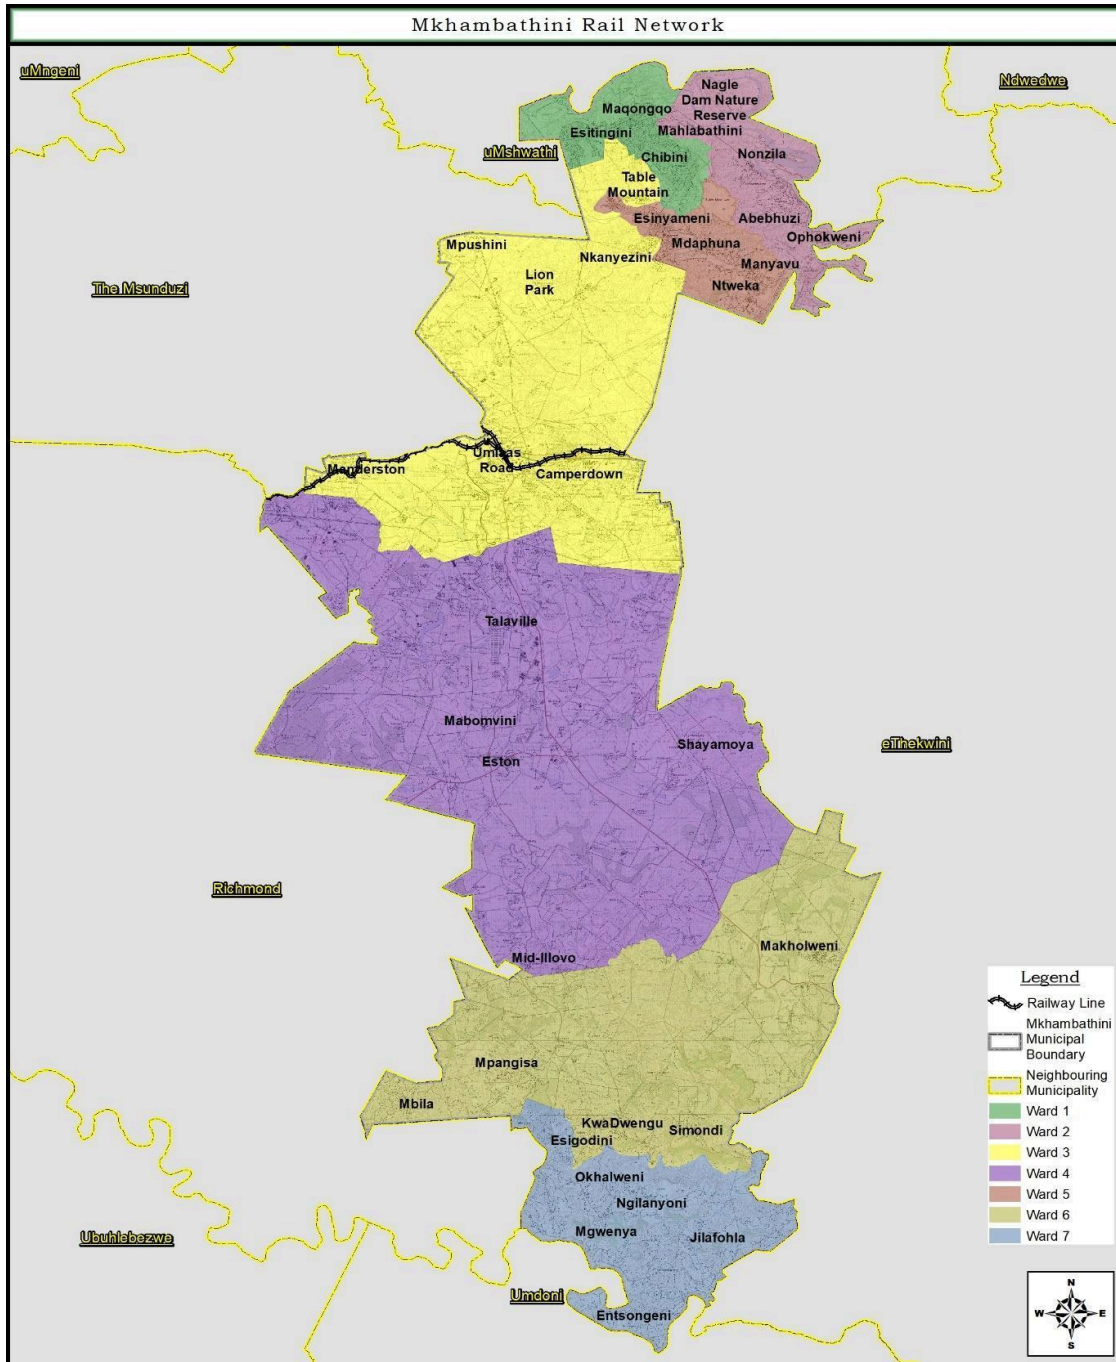 Mkhambathini Rail Network
uMngeni
Ndwedwe
Nagle
Dam Nature
Reserve
Maqongqo
Esitingini
Mahlabathini
uMshwathi
Chibini
Nonzila
Table
Mountain
Esinyameni
Abebhuzi
Ophokweni
Mpushini
Mdaphuna
Nkanyezini
Manyavu
Lion
Park
Ntweka
The Msunduzi
Umlaas
Road
Manderston
Camperdown
Talaville
Mabomvini
Shayamoya
eThekwini
Eston
Richmond
Makholweni
Mid-Illovo
Mpangisa
Mbila
KwaDwengu
Simondi
Esigodini
Okhalweni
Ngilanyoni
Mgwenya
Jilafohla
Ubuhlebezwe
Umdoni
Entsongeni
Legend
Railway Line
Mkhambathini
Municipal
Boundary
Neighbouring
Municipality
Ward 1
Ward 2
Ward 3
Ward 4
Ward 5
Ward 6
Ward 7
N
W
E
S